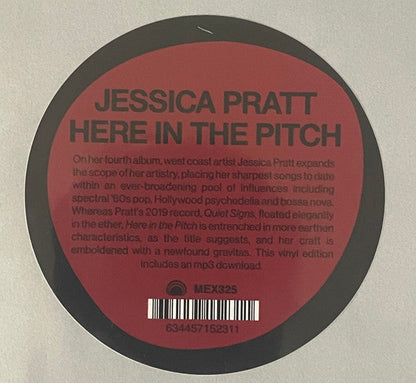 JESSICA PRATT
HERE IN THE PITCH
On her fourth album, west coast artist Jessica Pratt expands
the scope of her artistry, placing her sharpest songs to date
within an ever-broadening pool of influences including
spectral '60s pop, Hollywood psychedelia and bossa nova.
Whereas Pratt's 2019 record, Quiet Signs, floated elegantly
in the ether, Here in the Pitch is entrenched in more earthen
characteristics, as the title suggests, and her craft is
emboldened with a newfound gravitas. This vinyl edition
includes an mp3 download.
MEX325
634457152311